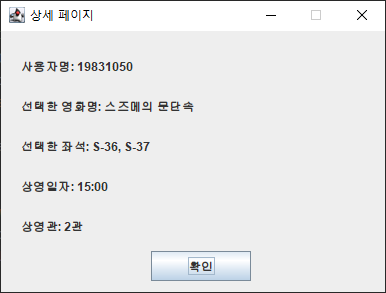 상세 페이지
사용자명: 19831050
선택한 영화명: 스즈메의 문단속
선택한 좌석: S-36, S-37
상영일자: 15:00
상영관: 2관
확인